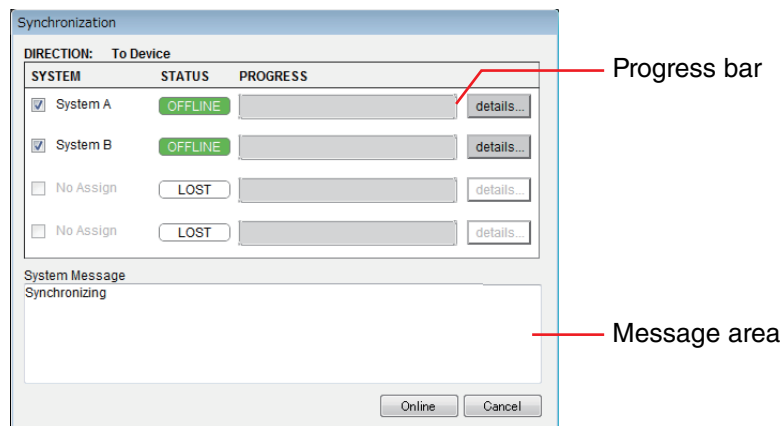 Synchronization
DIRECTION: To Device
SYSTEM STATUS PROGRESS
Progress bar
System A OFFLINE details...
System B OFFLINE details...
No Assign LOST details...
No Assign LOST details...
System Message
Synchronizing
Message area
Online Cancel